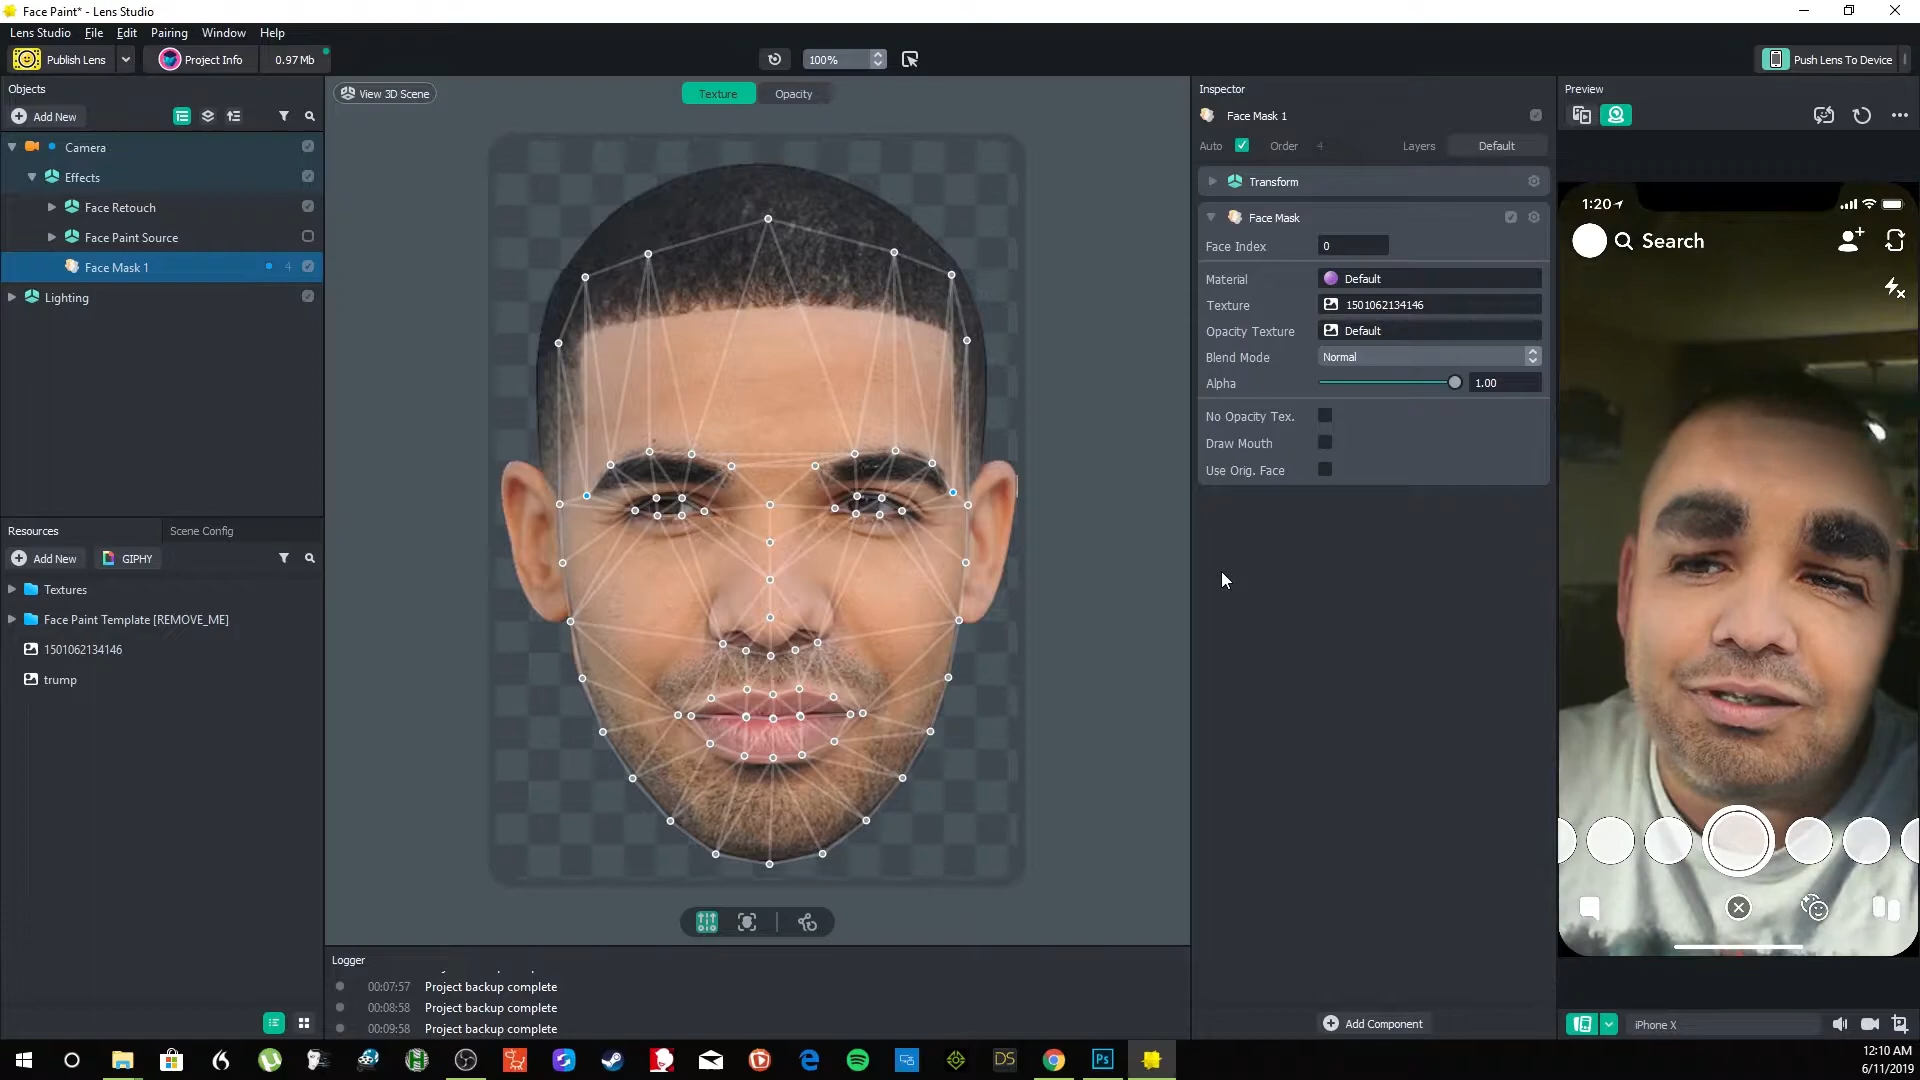 Face Paint* - Lens Studio
Lens Studio File Edit Pairing Window Help
Publish Lens Project Info 0.97 Mb 100% Push Lens To Device
Objects
Add New
Camera
Effects
Face Retouch
Face Paint Source
Face Mask 1 4
Lighting
Resources Scene Config
Add New GIPHY
Textures
Face Paint Template [REMOVE_ME]
1501062134146
trump
View 3D Scene Texture Opacity
Logger
00:07:57 Project backup complete
00:08:58 Project backup complete
00:09:58 Project backup complete
Inspector
Face Mask 1
Auto Order 4 Layers Default
Transform
Face Mask
Face Index 0
Material Default
Texture 1501062134146
Opacity Texture Default
Blend Mode Normal
Alpha 1.00
No Opacity Tex.
Draw Mouth
Use Orig. Face
Add Component
Preview
1:20
Search
iPhone X
Ps
DS
12:10 AM
6/11/2019